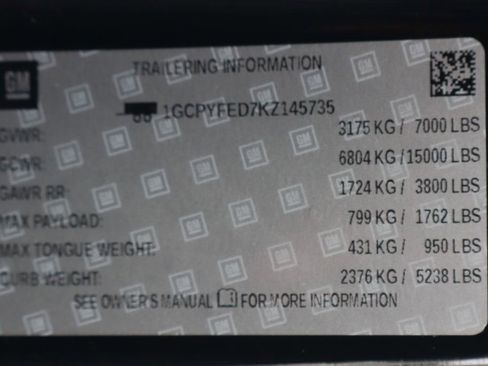 GM
TRAILERING INFORMATION
1GCPYFED7KZ145735
GVWR: 3175 KG / 7000 LBS
GCWR: 6804 KG / 15000 LBS
GAWR RR: 1724 KG / 3800 LBS
MAX PAYLOAD: 799 KG / 1762 LBS
MAX TONGUE WEIGHT: 431 KG / 950 LBS
CURB WEIGHT: 2376 KG / 5238 LBS
SEE OWNER'S MANUAL FOR MORE INFORMATION